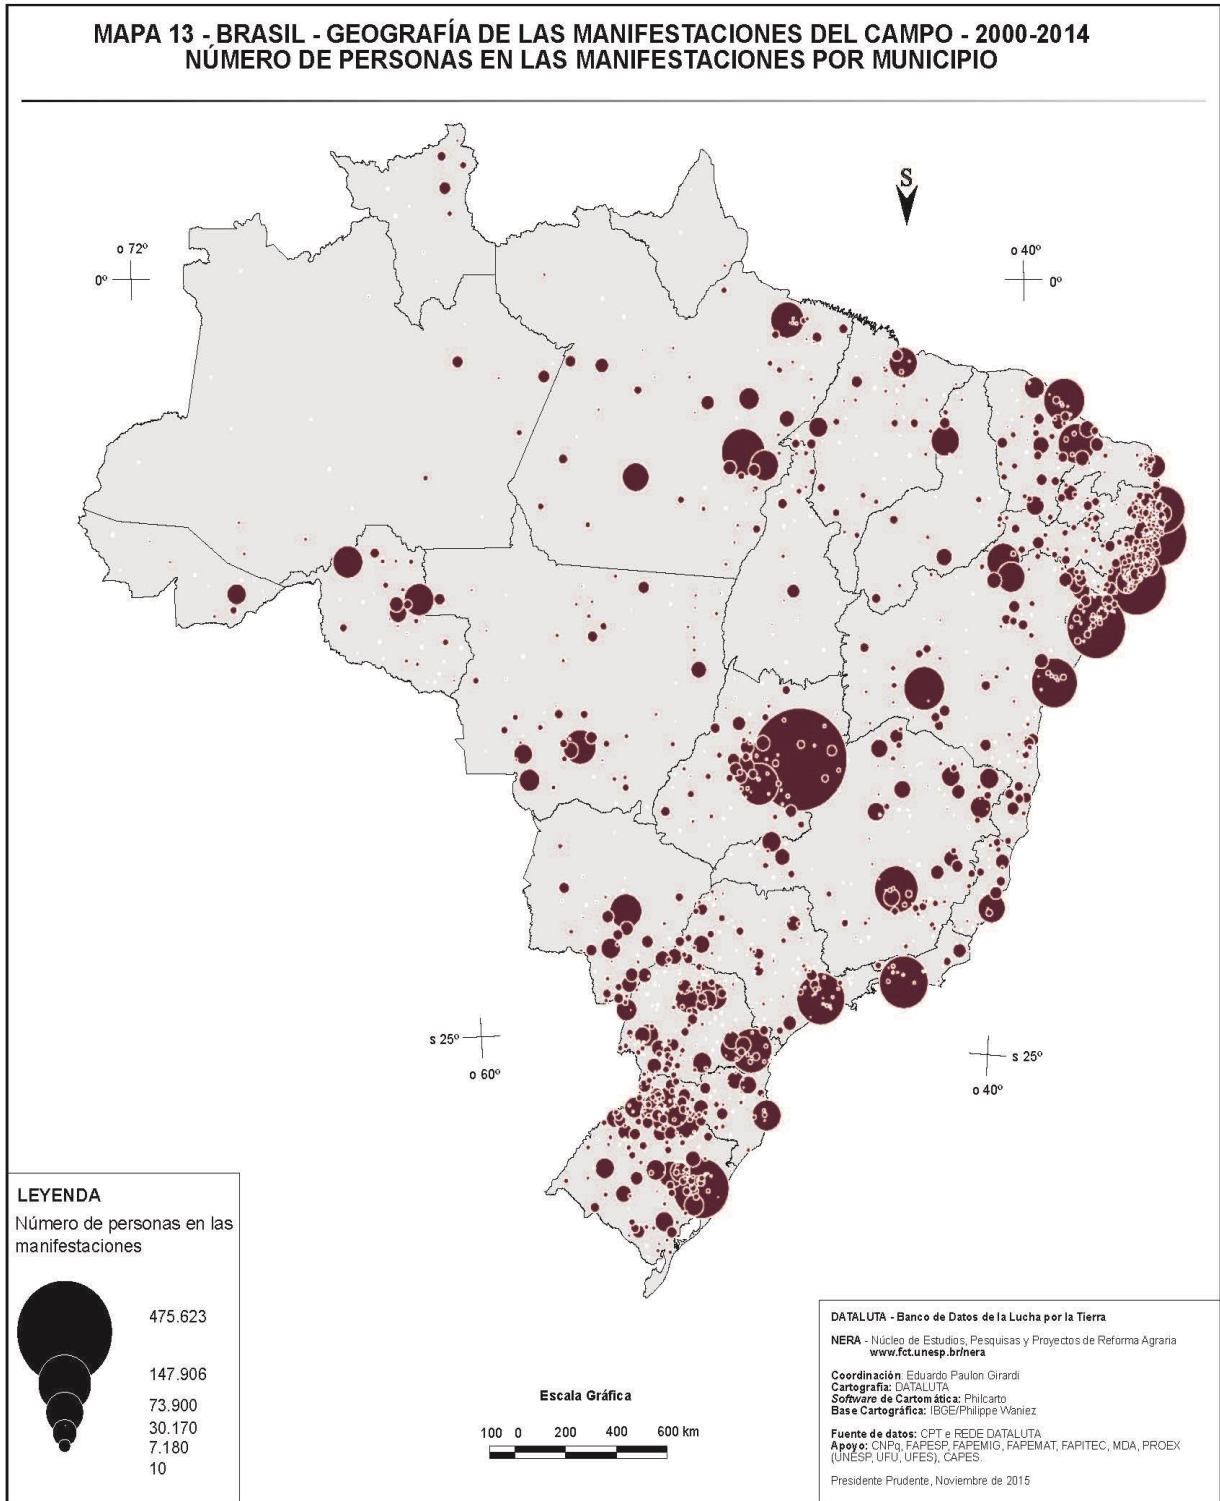 MAPA 13 - BRASIL - GEOGRAFÍA DE LAS MANIFESTACIONES DEL CAMPO - 2000-2014
NÚMERO DE PERSONAS EN LAS MANIFESTACIONES POR MUNICIPIO
S
o 72º
0º
o 40º
0º
s 25º
o 60º
s 25º
o 40º
LEYENDA
Número de personas en las
manifestaciones
475.623
147.906
73.900
30.170
7.180
10
Escala Gráfica
100 0 200 400 600 km
DATALUTA - Banco de Datos de la Lucha por la Tierra
NERA - Núcleo de Estudios, Pesquisas y Proyectos de Reforma Agraria
www.fct.unesp.br/nera
Coordinación: Eduardo Paulon Girardi
Cartografía: DATALUTA
Software de Cartomática: Philcarto
Base Cartográfica: IBGE/Philippe Waniez
Fuente de datos: CPT e REDE DATALUTA
Apoyo: CNPq, FAPESP, FAPEMIG, FAPEMAT, FAPITEC, MDA, PROEX
(UNESP, UFU, UFES), CAPES.
Presidente Prudente, Noviembre de 2015